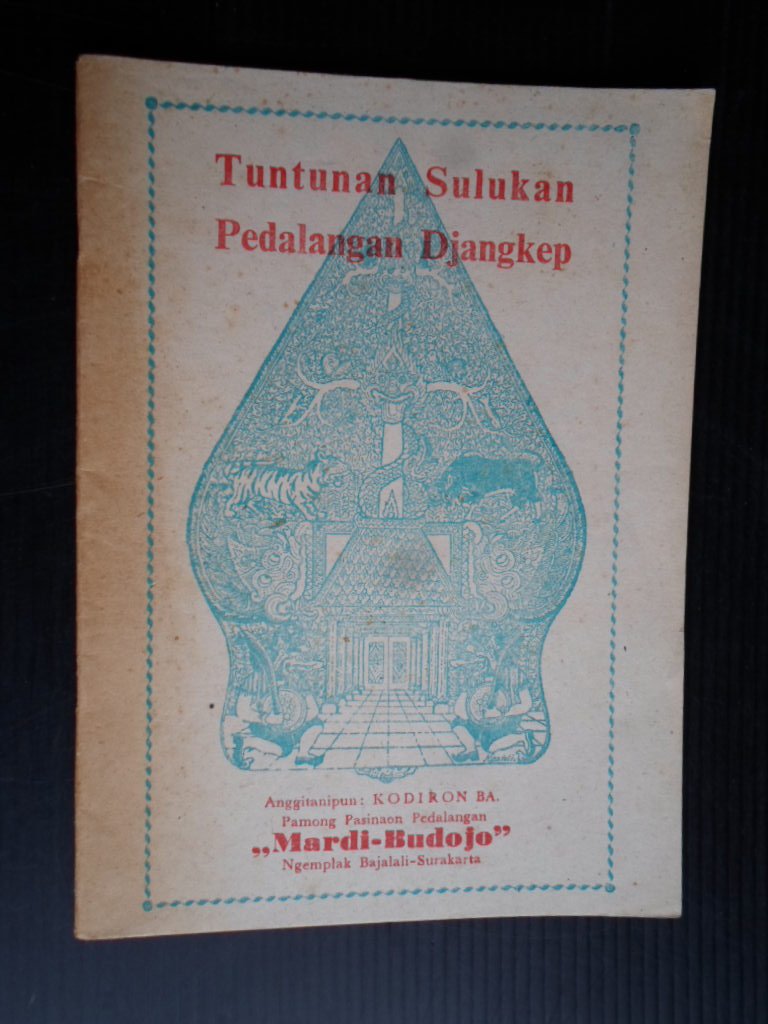 Tuntunan Sulukan
Pedalangan Djangkep
Anggitanipun: KODIRON BA.
Pamong Pasinaon Pedalangan
„Mardi-Budojo”
Ngemplak Bajalali-Surakarta